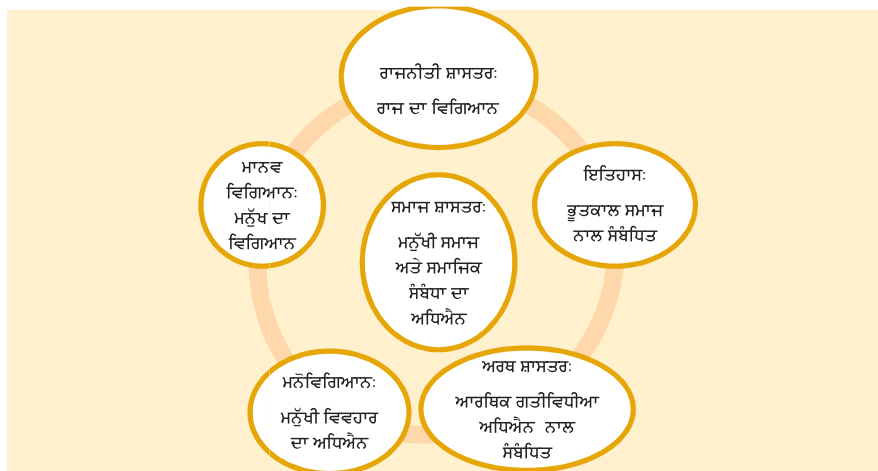 ਰਾਜਨੀਤੀ ਸ਼ਾਸਤਰ:
ਰਾਜ ਦਾ ਵਿਗਿਆਨ
ਇਤਿਹਾਸ:
ਭੂਤਕਾਲ ਸਮਾਜ
ਨਾਲ ਸੰਬੰਧਿਤ
ਅਰਥ ਸ਼ਾਸਤਰ:
ਆਰਥਿਕ ਗਤੀਵਿਧੀਆ
ਅਧਿਐਨ ਨਾਲ
ਸੰਬੰਧਿਤ
ਮਨੋਵਿਗਿਆਨ:
ਮਨੁੱਖੀ ਵਿਵਹਾਰ
ਦਾ ਅਧਿਐਨ
ਮਾਨਵ
ਵਿਗਿਆਨ:
ਮਨੁੱਖ ਦਾ
ਵਿਗਿਆਨ
ਸਮਾਜ ਸ਼ਾਸਤਰ:
ਮਨੁੱਖੀ ਸਮਾਜ
ਅਤੇ ਸਮਾਜਿਕ
ਸੰਬੰਧਾ ਦਾ
ਅਧਿਐਨ